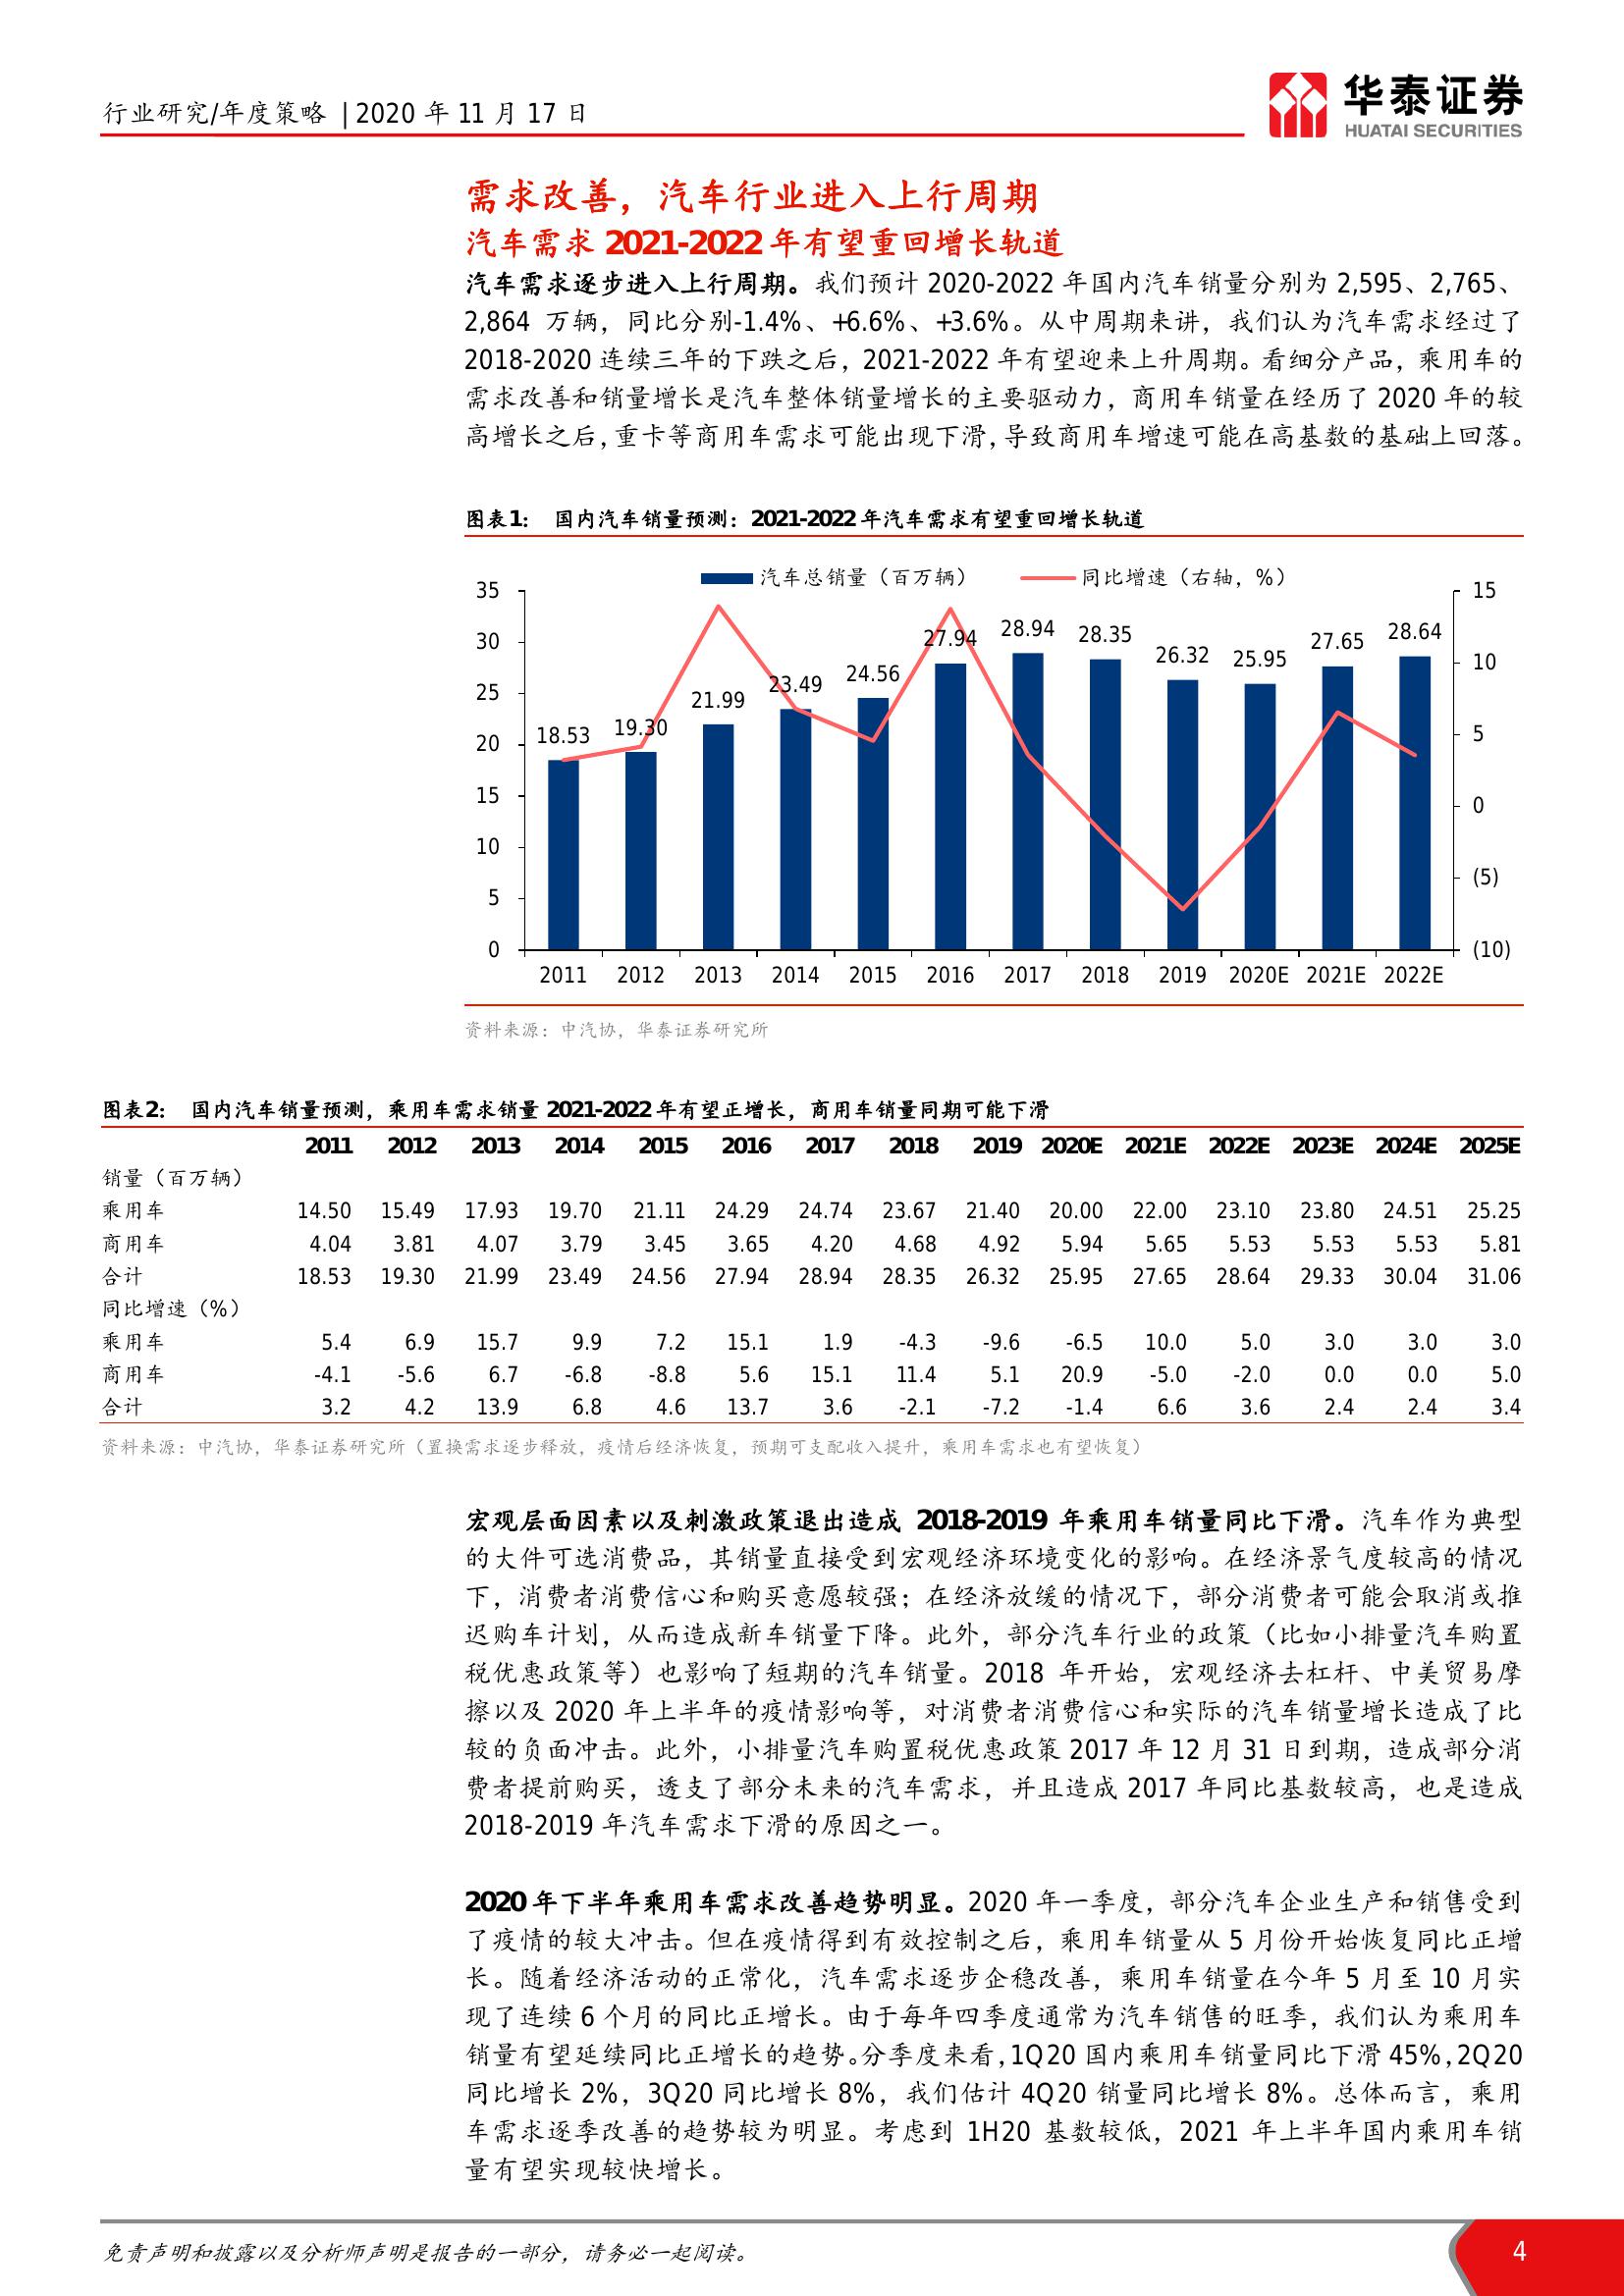 行业研究/年度策略 | 2020 年 11 月 17 日
华泰证券
HUATAI SECURITIES
需求改善，汽车行业进入上行周期
汽车需求 2021-2022 年有望重回增长轨道
汽车需求逐步进入上行周期。我们预计 2020-2022 年国内汽车销量分别为 2,595、2,765、
2,864 万辆，同比分别-1.4%、+6.6%、+3.6%。从中周期来讲，我们认为汽车需求经过了
2018-2020 连续三年的下跌之后，2021-2022 年有望迎来上升周期。看细分产品，乘用车的
需求改善和销量增长是汽车整体销量增长的主要驱动力，商用车销量在经历了 2020 年的较
高增长之后，重卡等商用车需求可能出现下滑，导致商用车增速可能在高基数的基础上回落。
图表1： 国内汽车销量预测：2021-2022 年汽车需求有望重回增长轨道
汽车总销量（百万辆） 同比增速（右轴，%）
35 15
30 10
25 5
20 0
15 (5)
10 (10)
5
0
18.53 19.30 21.99 23.49 24.56 27.94 28.94 28.35 26.32 25.95 27.65 28.64
2011 2012 2013 2014 2015 2016 2017 2018 2019 2020E 2021E 2022E
资料来源：中汽协，华泰证券研究所
图表2： 国内汽车销量预测，乘用车需求销量 2021-2022 年有望正增长，商用车销量同期可能下滑
2011 2012 2013 2014 2015 2016 2017 2018 2019 2020E 2021E 2022E 2023E 2024E 2025E
销量（百万辆）
乘用车 14.50 15.49 17.93 19.70 21.11 24.29 24.74 23.67 21.40 20.00 22.00 23.10 23.80 24.51 25.25
商用车 4.04 3.81 4.07 3.79 3.45 3.65 4.20 4.68 4.92 5.94 5.65 5.53 5.53 5.53 5.81
合计 18.53 19.30 21.99 23.49 24.56 27.94 28.94 28.35 26.32 25.95 27.65 28.64 29.33 30.04 31.06
同比增速（%）
乘用车 5.4 6.9 15.7 9.9 7.2 15.1 1.9 -4.3 -9.6 -6.5 10.0 5.0 3.0 3.0 3.0
商用车 -4.1 -5.6 6.7 -6.8 -8.8 5.6 15.1 11.4 5.1 20.9 -5.0 -2.0 0.0 0.0 5.0
合计 3.2 4.2 13.9 6.8 4.6 13.7 3.6 -2.1 -7.2 -1.4 6.6 3.6 2.4 2.4 3.4
资料来源：中汽协，华泰证券研究所（置换需求逐步释放，疫情后经济恢复，预期可支配收入提升，乘用车需求也有望恢复）
宏观层面因素以及刺激政策退出造成 2018-2019 年乘用车销量同比下滑。汽车作为典型
的大件可选消费品，其销量直接受到宏观经济环境变化的影响。在经济景气度较高的情况
下，消费者消费信心和购买意愿较强；在经济放缓的情况下，部分消费者可能会取消或推
迟购车计划，从而造成新车销量下降。此外，部分汽车行业的政策（比如小排量汽车购置
税优惠政策等）也影响了短期的汽车销量。2018 年开始，宏观经济去杠杆、中美贸易摩
擦以及 2020 年上半年的疫情影响等，对消费者消费信心和实际的汽车销量增长造成了比
较的负面冲击。此外，小排量汽车购置税优惠政策 2017 年 12 月 31 日到期，造成部分消
费者提前购买，透支了部分未来的汽车需求，并且造成 2017 年同比基数较高，也是造成
2018-2019 年汽车需求下滑的原因之一。
2020 年下半年乘用车需求改善趋势明显。2020 年一季度，部分汽车企业生产和销售受到
了疫情的较大冲击。但在疫情得到有效控制之后，乘用车销量从 5 月份开始恢复同比正增
长。随着经济活动的正常化，汽车需求逐步企稳改善，乘用车销量在今年 5 月至 10 月实
现了连续 6 个月的同比正增长。由于每年四季度通常为汽车销售的旺季，我们认为乘用车
销量有望延续同比正增长的趋势。分季度来看，1Q20 国内乘用车销量同比下滑 45%，2Q20
同比增长 2%，3Q20 同比增长 8%，我们估计 4Q20 销量同比增长 8%。总体而言，乘用
车需求逐季改善的趋势较为明显。考虑到 1H20 基数较低，2021 年上半年国内乘用车销
量有望实现较快增长。
免责声明和披露以及分析师声明是报告的一部分，请务必一起阅读。 4